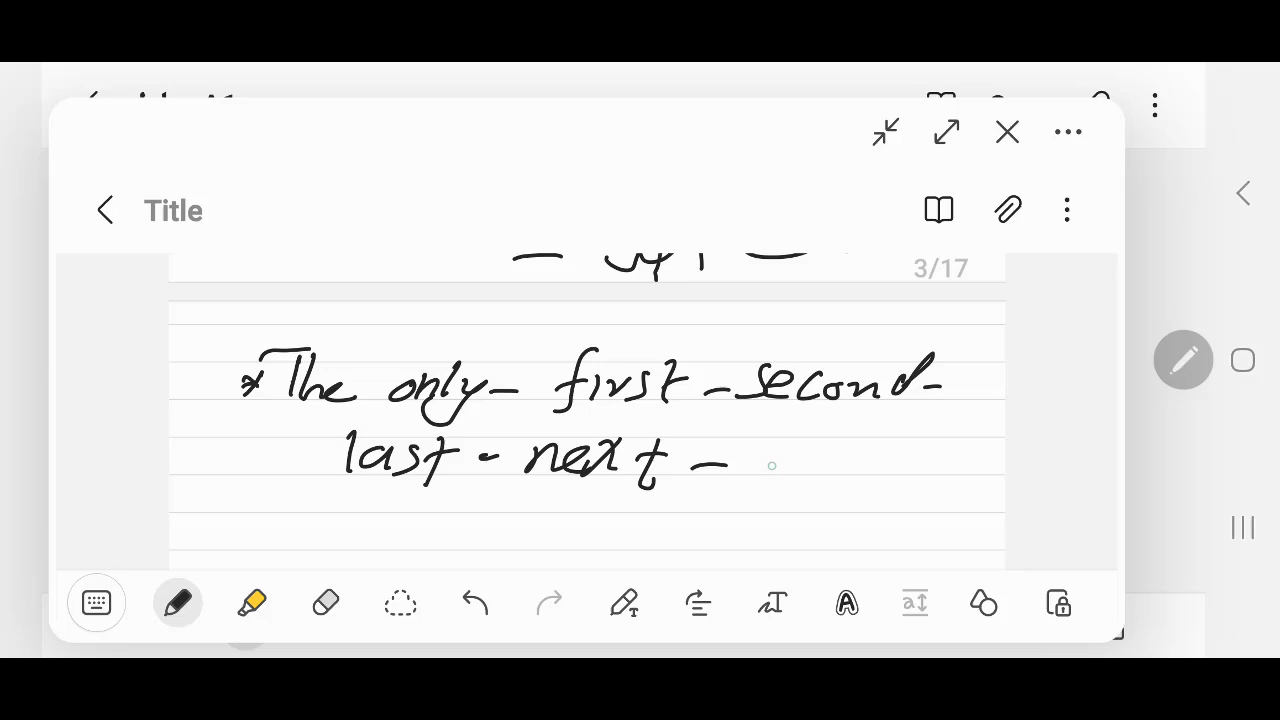 Title
3/17
*The only - first - second-
last - next -